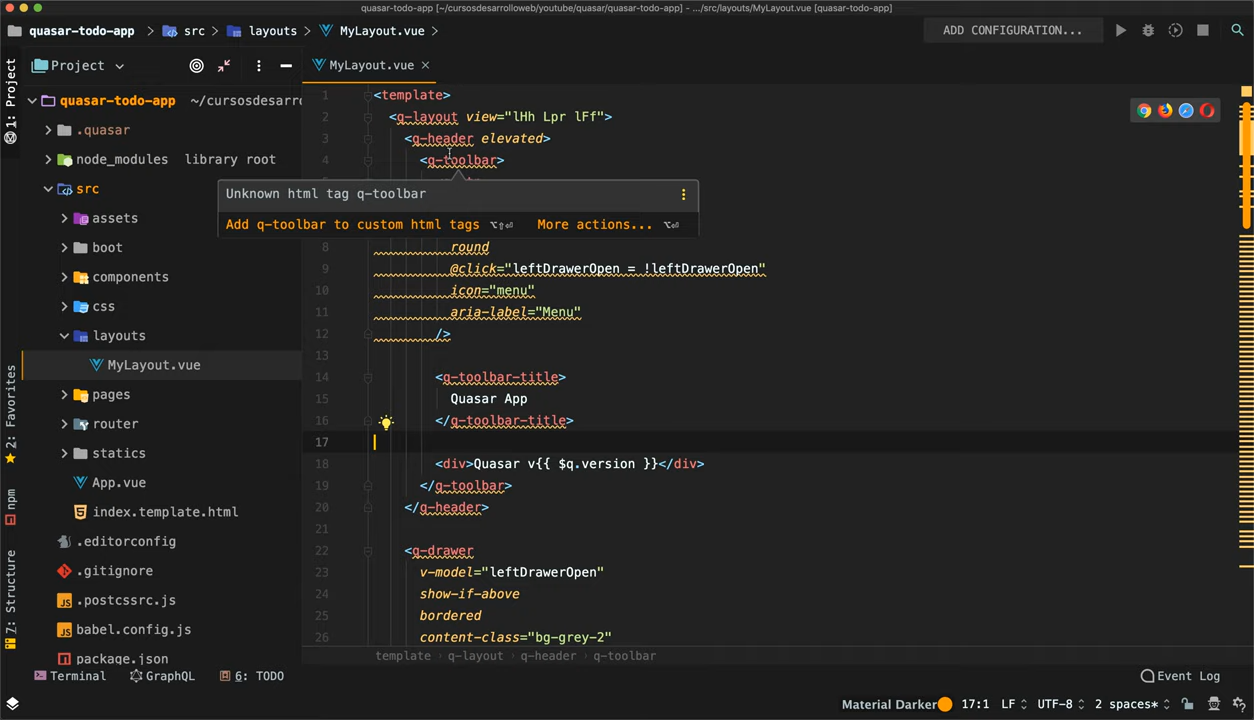 quasar-todo-app [~/cursosdesarrolloweb/youtube/quasar/quasar-todo-app] - .../src/layouts/MyLayout.vue [quasar-todo-app]
quasar-todo-app src layouts MyLayout.vue ADD CONFIGURATION...
1: Project
Project
MyLayout.vue
quasar-todo-app ~/cursosdesarro
.quasar
node_modules library root
src
assets
boot
components
css
layouts
MyLayout.vue
pages
router
statics
App.vue
index.template.html
.editorconfig
.gitignore
.postcssrc.js
babel.config.js
package.json
2: Favorites
npm
7: Structure
1 <template>
2 <q-layout view="lHh Lpr lFf">
3 <q-header elevated>
4 <q-toolbar>
Unknown html tag q-toolbar
Add q-toolbar to custom html tags ⌥⇧⏎ More actions... ⌥⏎
8 round
9 @click="leftDrawerOpen = !leftDrawerOpen"
10 icon="menu"
11 aria-label="Menu"
12 />
13
14 <q-toolbar-title>
15 Quasar App
16 </q-toolbar-title>
17
18 <div>Quasar v{{ $q.version }}</div>
19 </q-toolbar>
20 </q-header>
21
22 <q-drawer
23 v-model="leftDrawerOpen"
24 show-if-above
25 bordered
26 content-class="bg-grey-2"
template q-layout q-header q-toolbar
Terminal GraphQL 6: TODO Event Log
Material Darker 17:1 LF UTF-8 2 spaces*